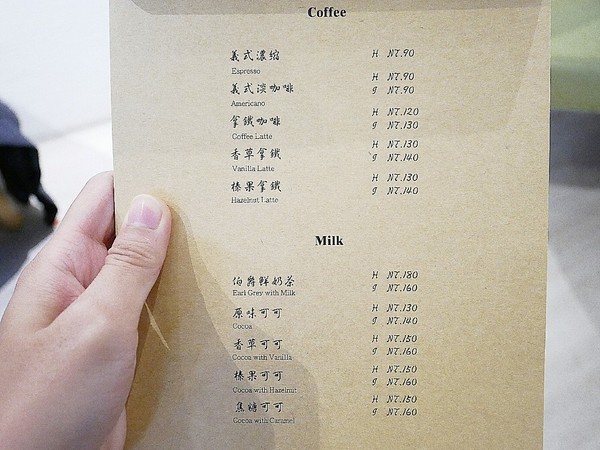 Coffee
義式濃縮 H NT.90
Espresso
H NT.90
義式淡咖啡 I NT.90
Americano
H NT.120
拿鐵咖啡 I NT.130
Coffee Latte
H NT.130
香草拿鐵 I NT.140
Vanilla Latte
H NT.130
榛果拿鐵 I NT.140
Hazelnut Latte
Milk
伯爵鮮奶茶 H NT.180
Earl Grey with Milk I NT.160
原味可可 H NT.130
Cocoa I NT.140
香草可可 H NT.150
Cocoa with Vanilla I NT.160
榛果可可 H NT.150
Cocoa with Hazelnut I NT.160
焦糖可可 H NT.150
Cocoa with Caramel I NT.160